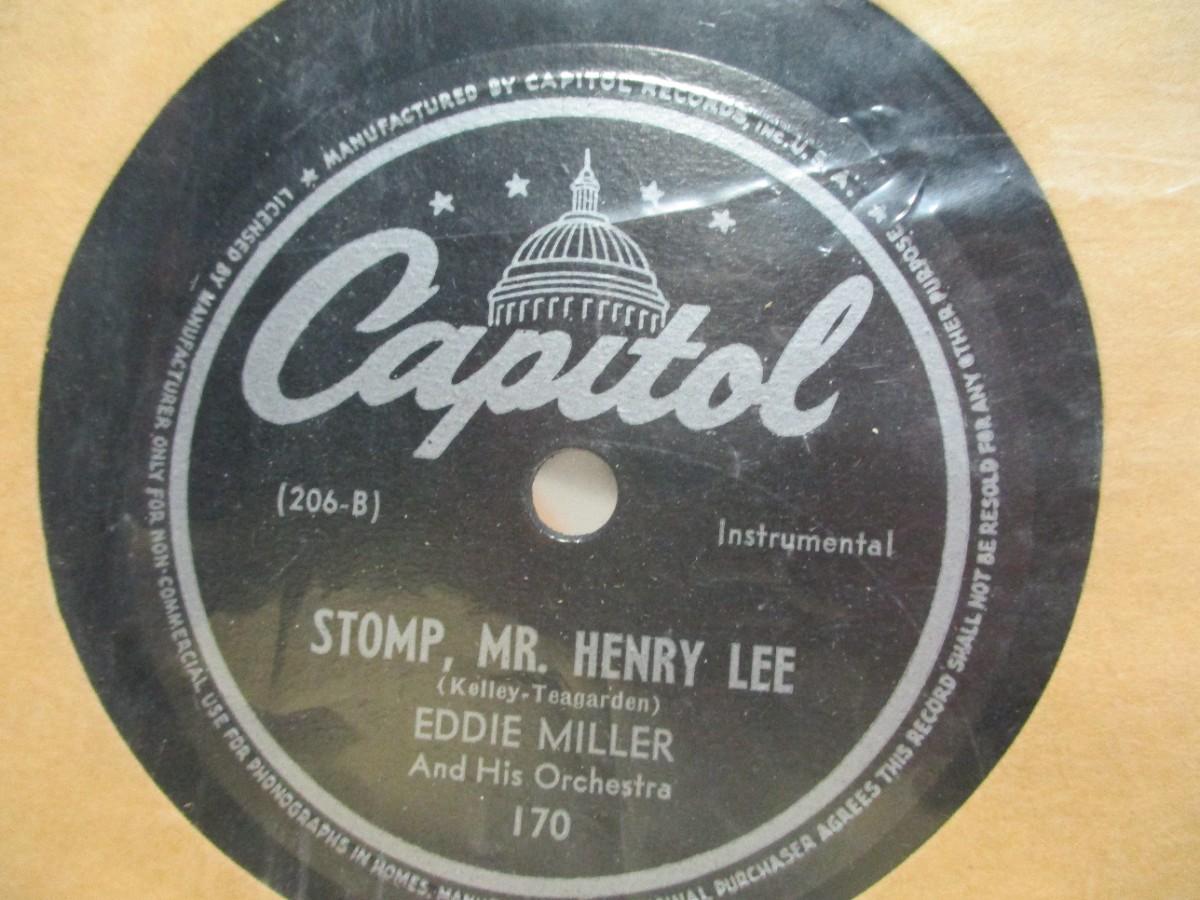 MANUFACTURED BY CAPITOL RECORDS, INC. U. S. A.
Capitol
(206-B)
Instrumental
STOMP, MR. HENRY LEE
(Kelley-Teagarden)
EDDIE MILLER
And His Orchestra
170
LICENSED BY MANUFACTURER ONLY FOR NON-COMMERCIAL USE FOR PHONOGRAPHS IN HOMES. PURCHASER AGREES THIS RECORD SHALL NOT BE RESOLD FOR ANY OTHER PURPOSE